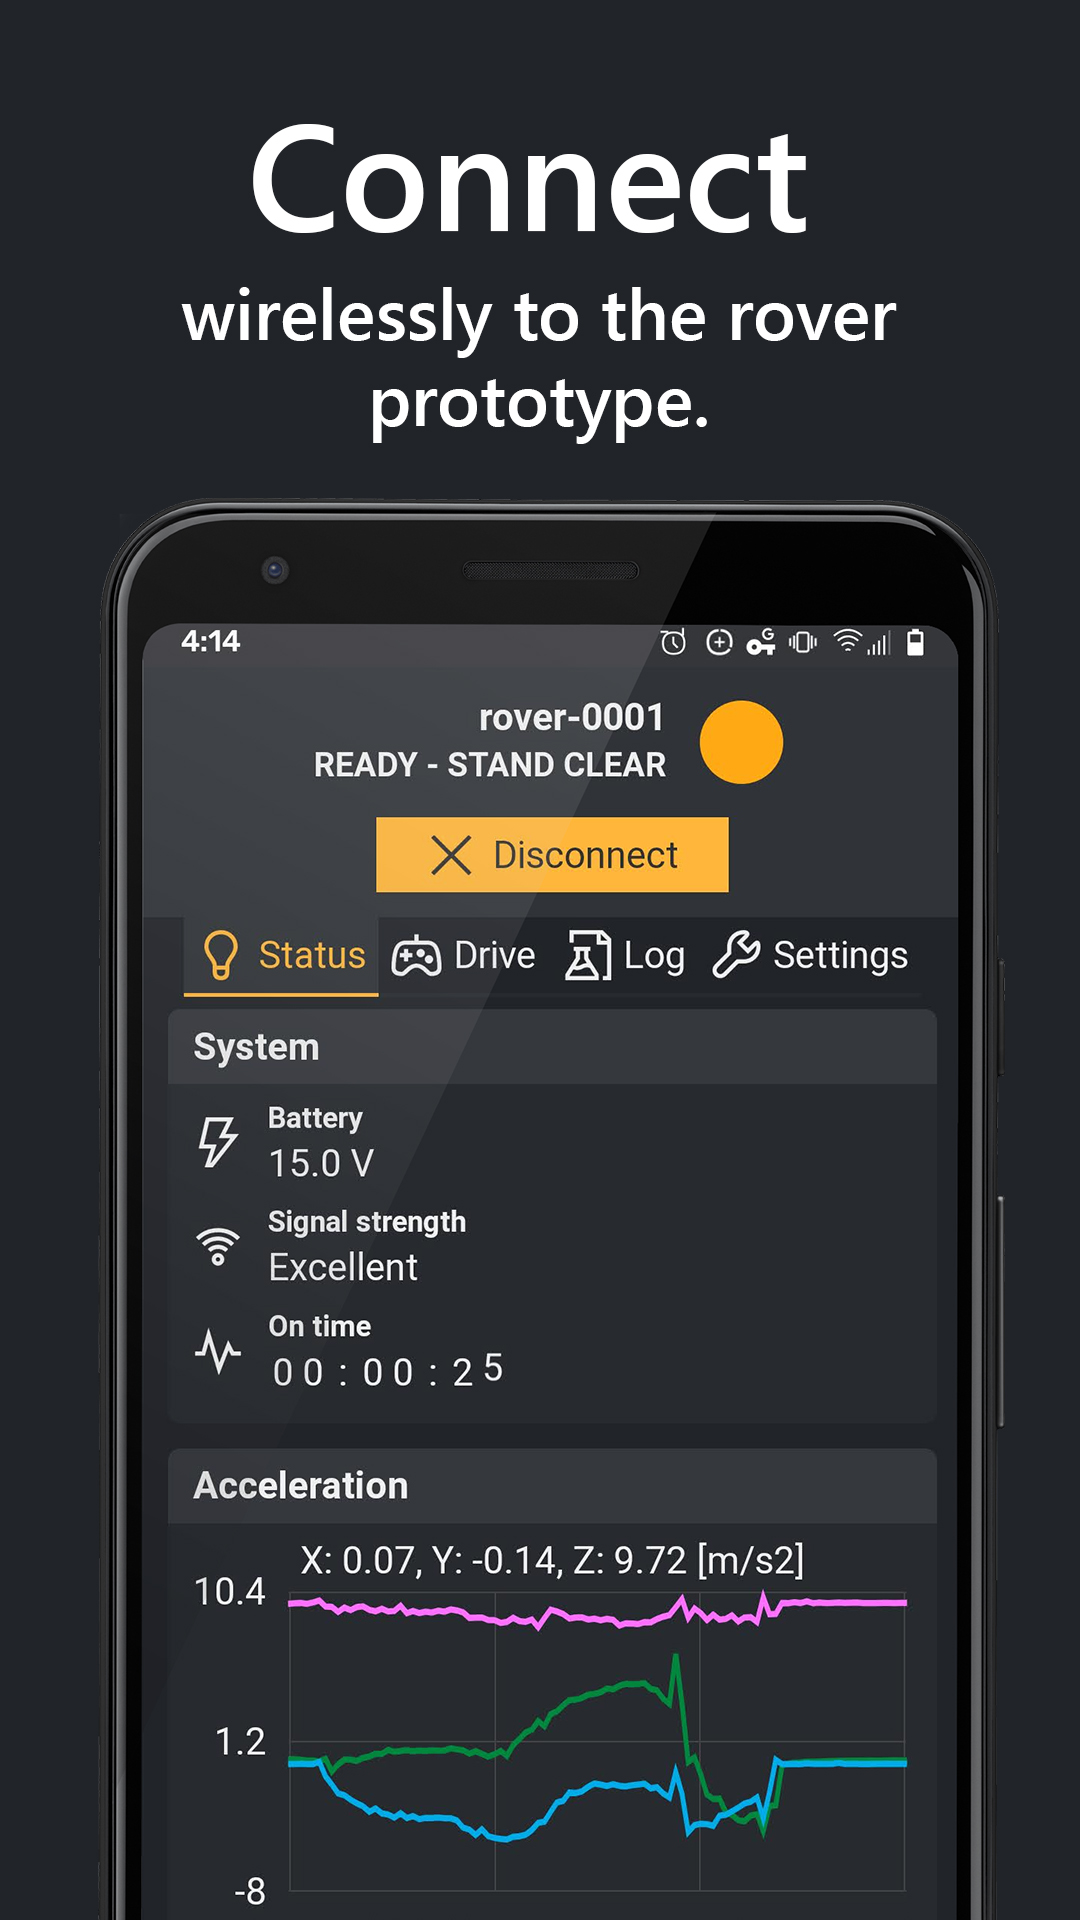 Connect
wirelessly to the rover
prototype.
4:14
G
rover-0001
READY - STAND CLEAR
Disconnect
Status Drive Log Settings
System
Battery
15.0 V
Signal strength
Excellent
On time
00:00:25
Acceleration
X: 0.07, Y: -0.14, Z: 9.72 [m/s2]
10.4
1.2
-8